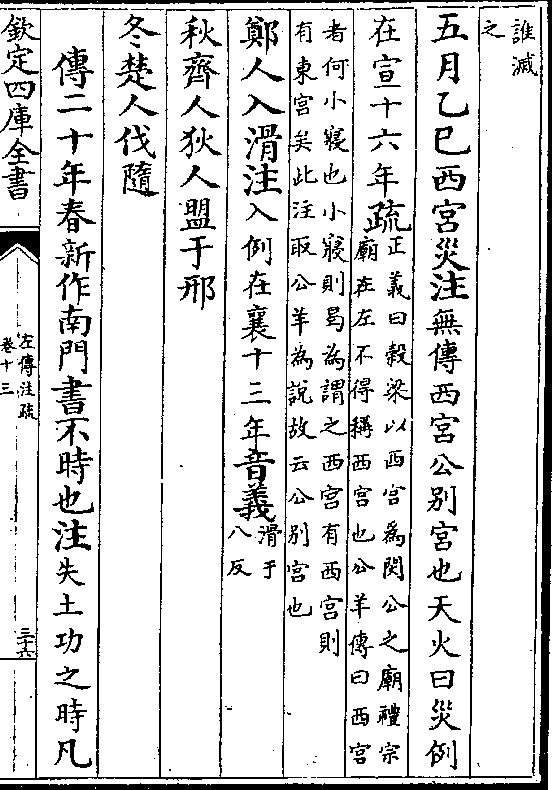 誰滅
之
五月乙巳西宮災注無傳西宮公别宮也天火曰災例
在宣十六年疏正義曰穀梁以西宮為閔公之廟禮宗
廟在左不得稱西宮也公羊傳曰西宮
者何小寢也小寢則曷為謂之西宮有西宮則
有東宮矣此注取公羊為說故云公别宮也
鄭人入滑注入例在襄十三年音義滑于
八反
秋齊人狄人盟于邢
冬楚人伐隨
傳二十年春新作南門書不時也注失土功之時凡
欽定四庫全書
左傳注疏
卷十三
三十六